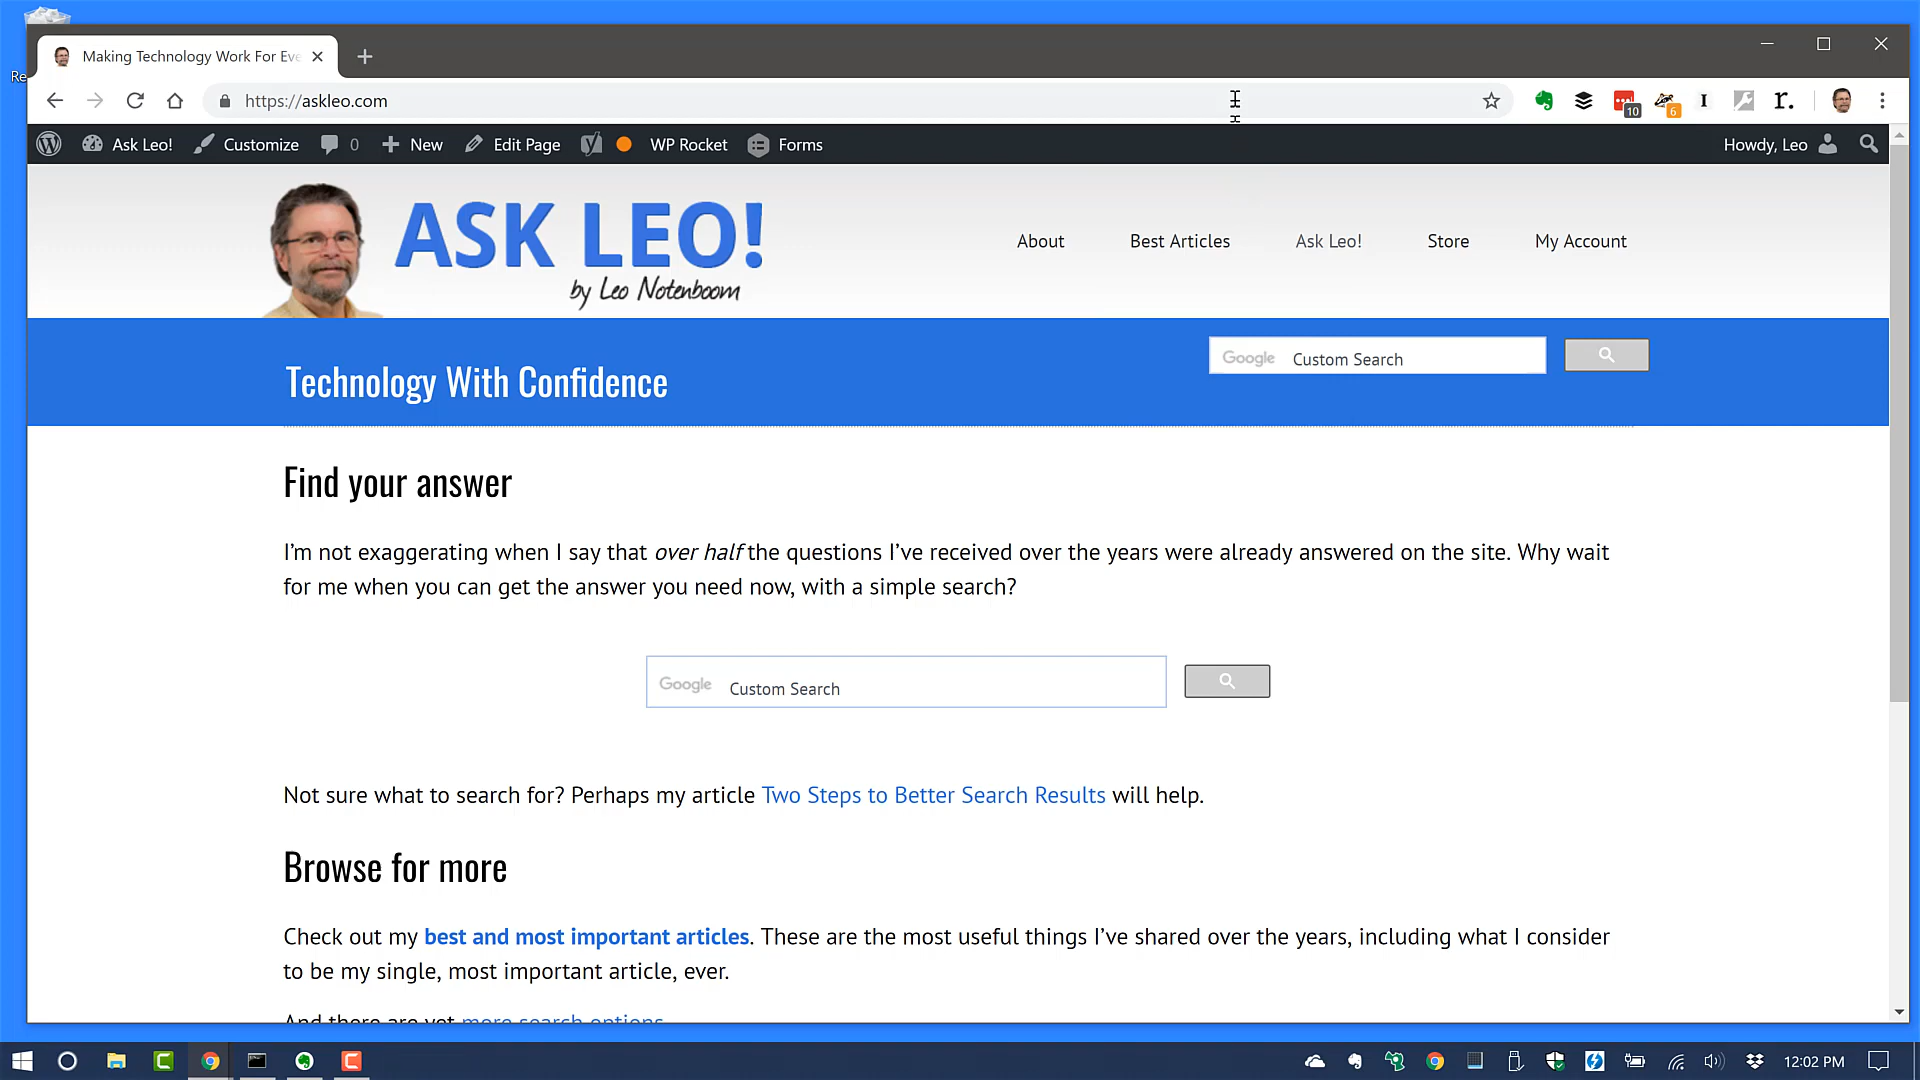 Re
Making Technology Work For Eve
https://askleo.com
10
6
r.
Ask Leo!
Customize
0
New
Edit Page
WP Rocket
Forms
Howdy, Leo
ASK LEO!
by Leo Notenboom
About
Best Articles
Ask Leo!
Store
My Account
Technology With Confidence
Google Custom Search
Find your answer
I’m not exaggerating when I say that over half the questions I’ve received over the years were already answered on the site. Why wait
for me when you can get the answer you need now, with a simple search?
Google Custom Search
Not sure what to search for? Perhaps my article Two Steps to Better Search Results will help.
Browse for more
Check out my best and most important articles. These are the most useful things I’ve shared over the years, including what I consider
to be my single, most important article, ever.
And there are yet more search options
12:02 PM